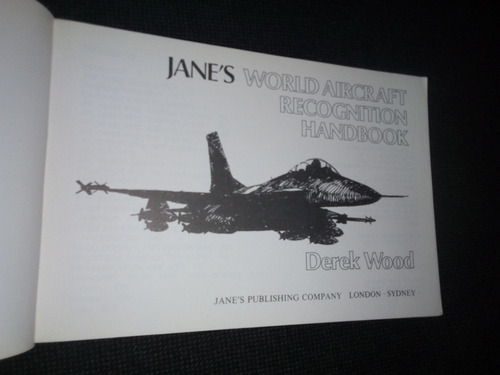 JANE'S WORLD AIRCRAFT
RECOGNITION
HANDBOOK
Derek Wood
JANE'S PUBLISHING COMPANY LONDON · SYDNEY